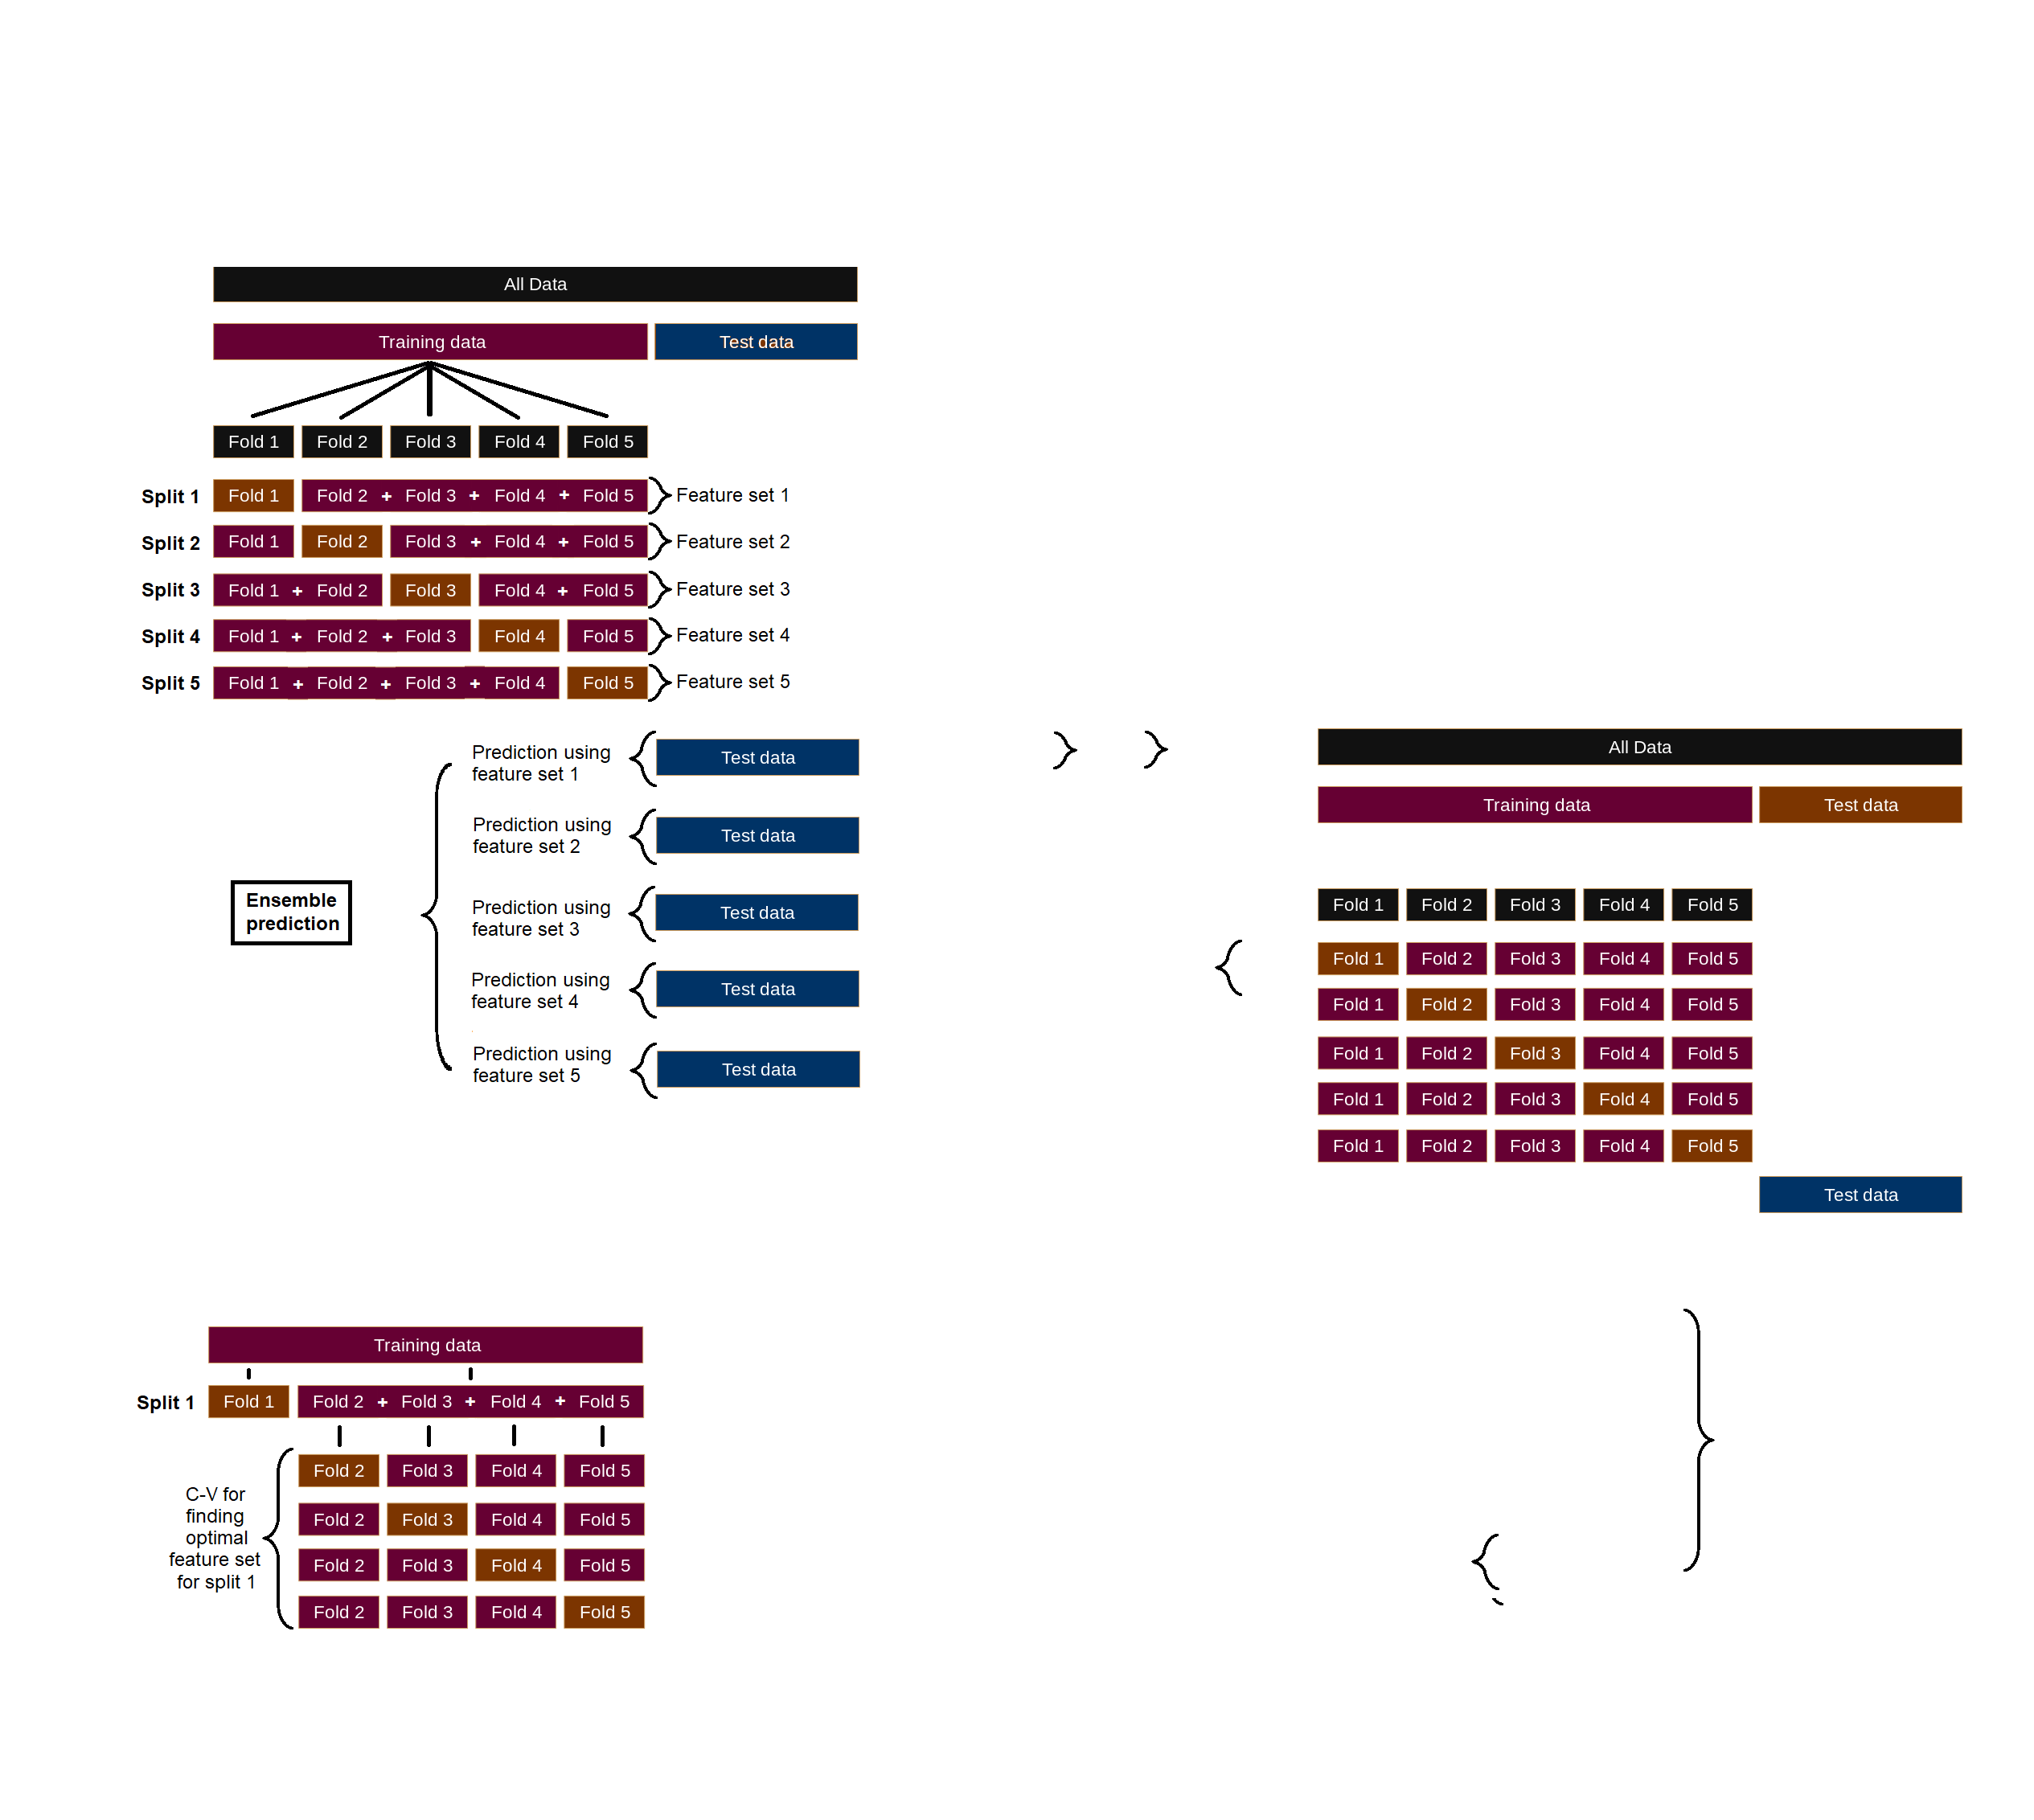 All Data
Training data Test data
Fold 1 Fold 2 Fold 3 Fold 4 Fold 5
Split 1 Fold 1 Fold 2 + Fold 3 + Fold 4 + Fold 5 Feature set 1
Split 2 Fold 1 Fold 2 Fold 3 + Fold 4 + Fold 5 Feature set 2
Split 3 Fold 1 + Fold 2 Fold 3 Fold 4 + Fold 5 Feature set 3
Split 4 Fold 1 + Fold 2 + Fold 3 Fold 4 Fold 5 Feature set 4
Split 5 Fold 1 + Fold 2 + Fold 3 + Fold 4 Fold 5 Feature set 5
Prediction using
feature set 1
Test data
Prediction using
feature set 2
Test data
Prediction using
feature set 3
Test data
Prediction using
feature set 4
Test data
Prediction using
feature set 5
Test data
Ensemble
prediction
All Data
Training data Test data
Fold 1 Fold 2 Fold 3 Fold 4 Fold 5
Fold 1 Fold 2 Fold 3 Fold 4 Fold 5
Fold 1 Fold 2 Fold 3 Fold 4 Fold 5
Fold 1 Fold 2 Fold 3 Fold 4 Fold 5
Fold 1 Fold 2 Fold 3 Fold 4 Fold 5
Fold 1 Fold 2 Fold 3 Fold 4 Fold 5
Test data
Training data
Split 1 Fold 1 Fold 2 + Fold 3 + Fold 4 + Fold 5
C-V for
finding
optimal
feature set
for split 1
Fold 2 Fold 3 Fold 4 Fold 5
Fold 2 Fold 3 Fold 4 Fold 5
Fold 2 Fold 3 Fold 4 Fold 5
Fold 2 Fold 3 Fold 4 Fold 5